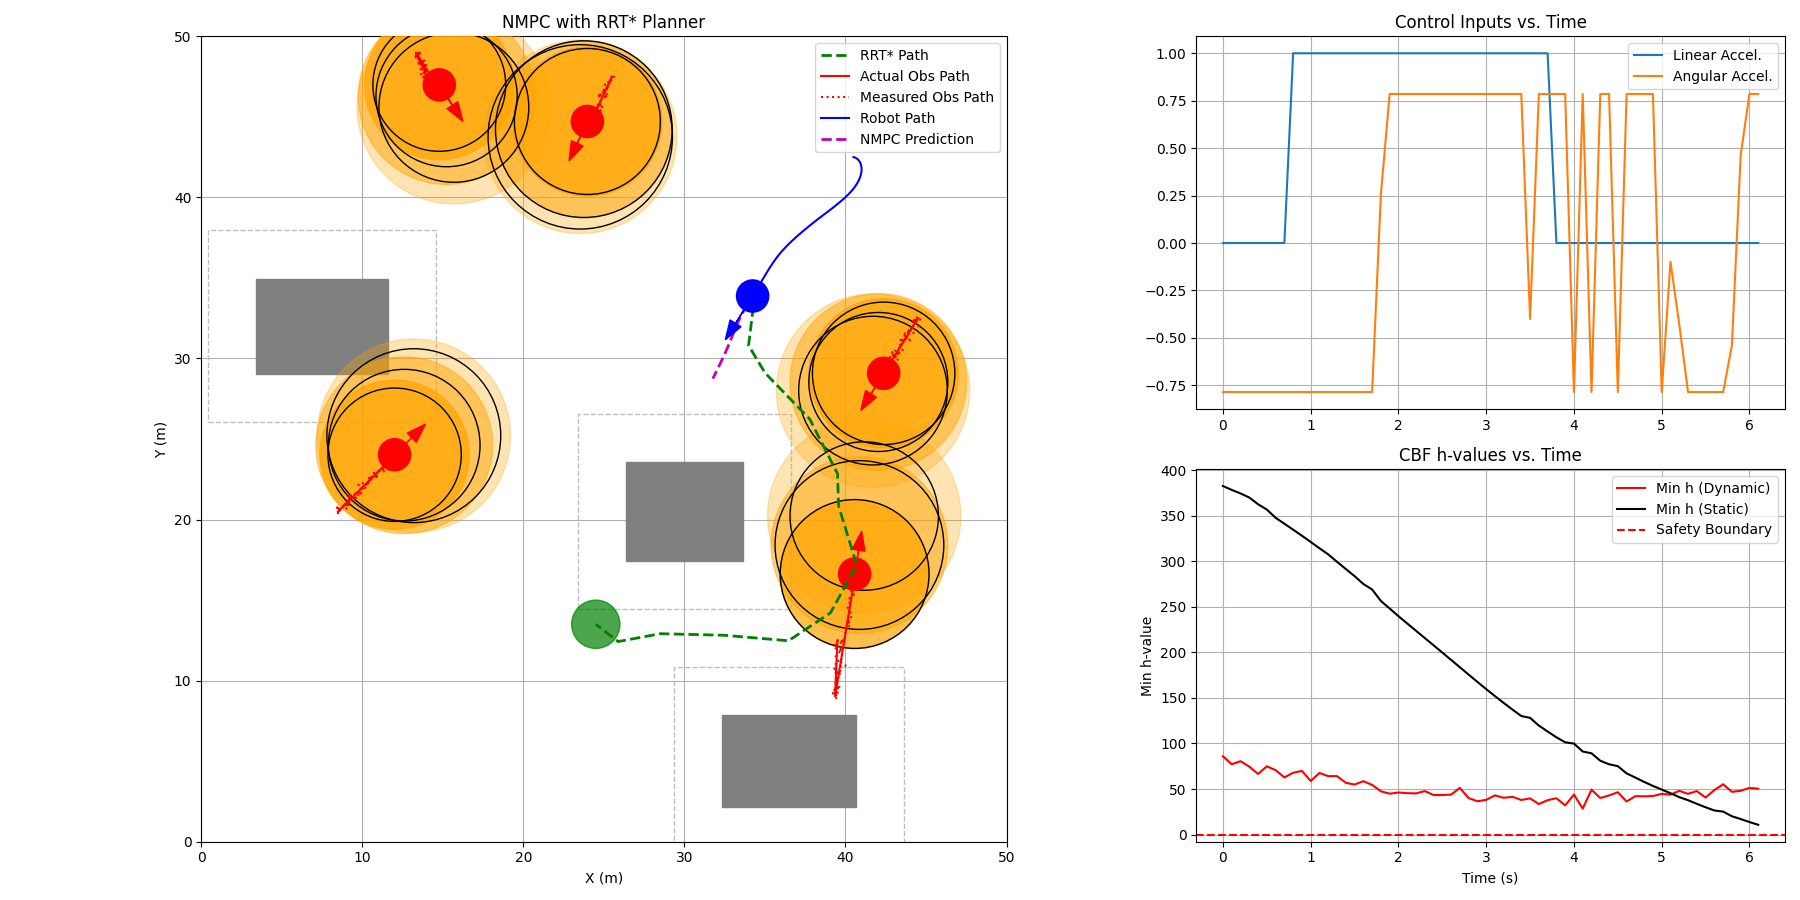 NMPC with RRT* Planner
50
40
30
20
10
0
Y (m)
0 10 20 30 40 50
X (m)
RRT* Path
Actual Obs Path
Measured Obs Path
Robot Path
NMPC Prediction
Control Inputs vs. Time
1.00
0.75
0.50
0.25
0.00
−0.25
−0.50
−0.75
0 1 2 3 4 5 6
Linear Accel.
Angular Accel.
CBF h-values vs. Time
400
350
300
250
200
150
100
50
0
Min h-value
0 1 2 3 4 5 6
Time (s)
Min h (Dynamic)
Min h (Static)
Safety Boundary